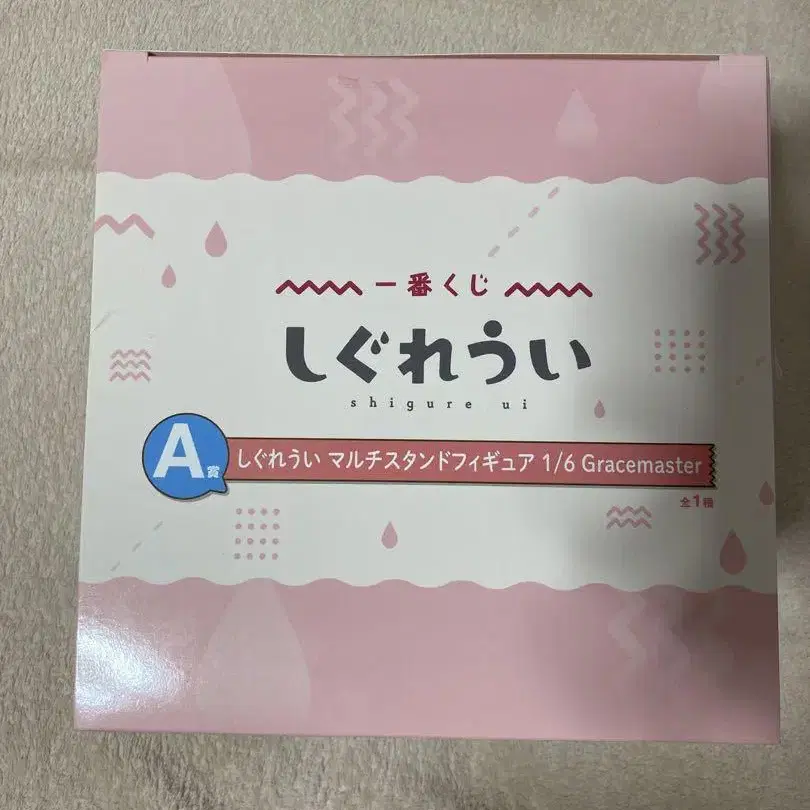 一番くじ
しぐれうい
shigure ui
A賞
しぐれうい マルチスタンドフィギュア 1/6 Gracemaster
全1種